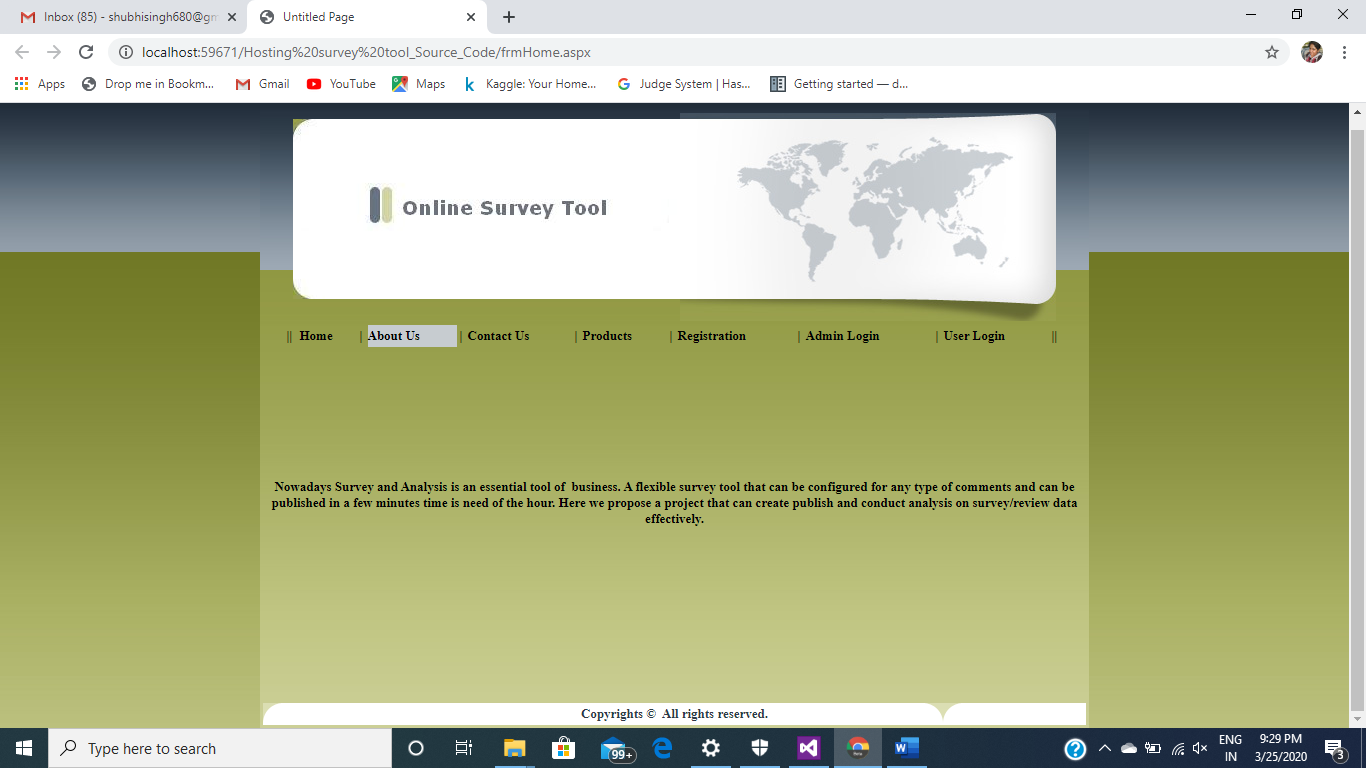 Inbox (85) - shubhisingh680@gm
Untitled Page
localhost:59671/Hosting%20survey%20tool_Source_Code/frmHome.aspx
Apps Drop me in Bookm... Gmail YouTube Maps Kaggle: Your Home... Judge System | Has... Getting started — d...
Online Survey Tool
|| Home | About Us | Contact Us | Products | Registration | Admin Login | User Login ||
Nowadays Survey and Analysis is an essential tool of business. A flexible survey tool that can be configured for any type of comments and can be
published in a few minutes time is need of the hour. Here we propose a project that can create publish and conduct analysis on survey/review data
effectively.
Copyrights © All rights reserved.
Type here to search
99+
ENG
IN
9:29 PM
3/25/2020
3